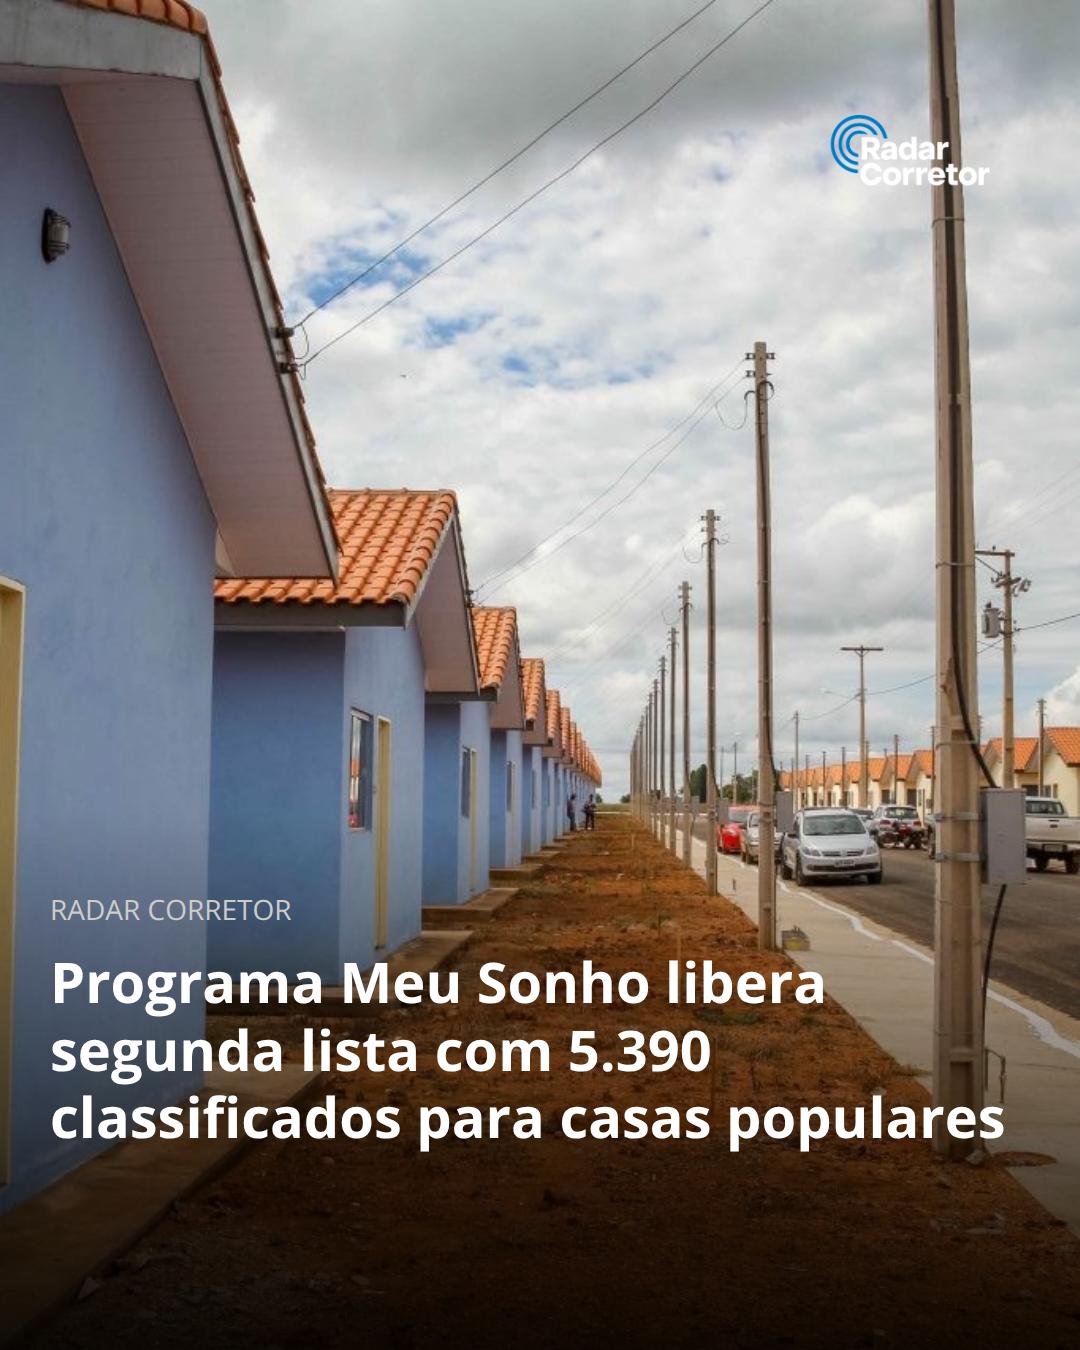 Radar
Corretor
RADAR CORRETOR
Programa Meu Sonho libera
segunda lista com 5.390
classificados para casas populares